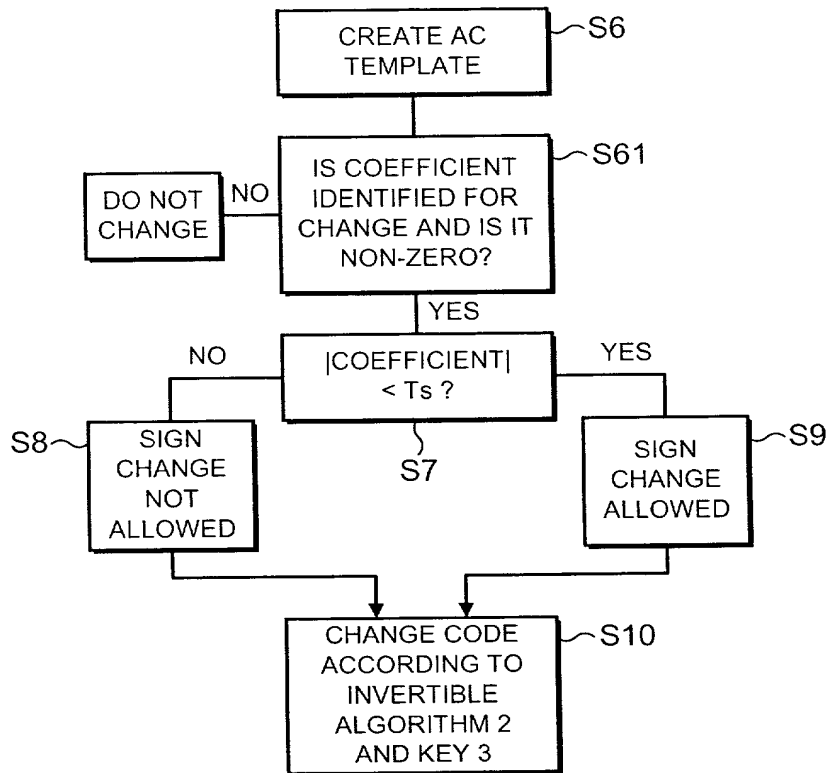 CREATE AC
TEMPLATE
S6
IS COEFFICIENT
IDENTIFIED FOR
CHANGE AND IS IT
NON-ZERO?
S61
NO
DO NOT
CHANGE
YES
|COEFFICIENT|
< Ts ?
S7
NO
YES
S8
SIGN
CHANGE
NOT
ALLOWED
SIGN
CHANGE
ALLOWED
S9
CHANGE CODE
ACCORDING TO
INVERTIBLE
ALGORITHM 2
AND KEY 3
S10